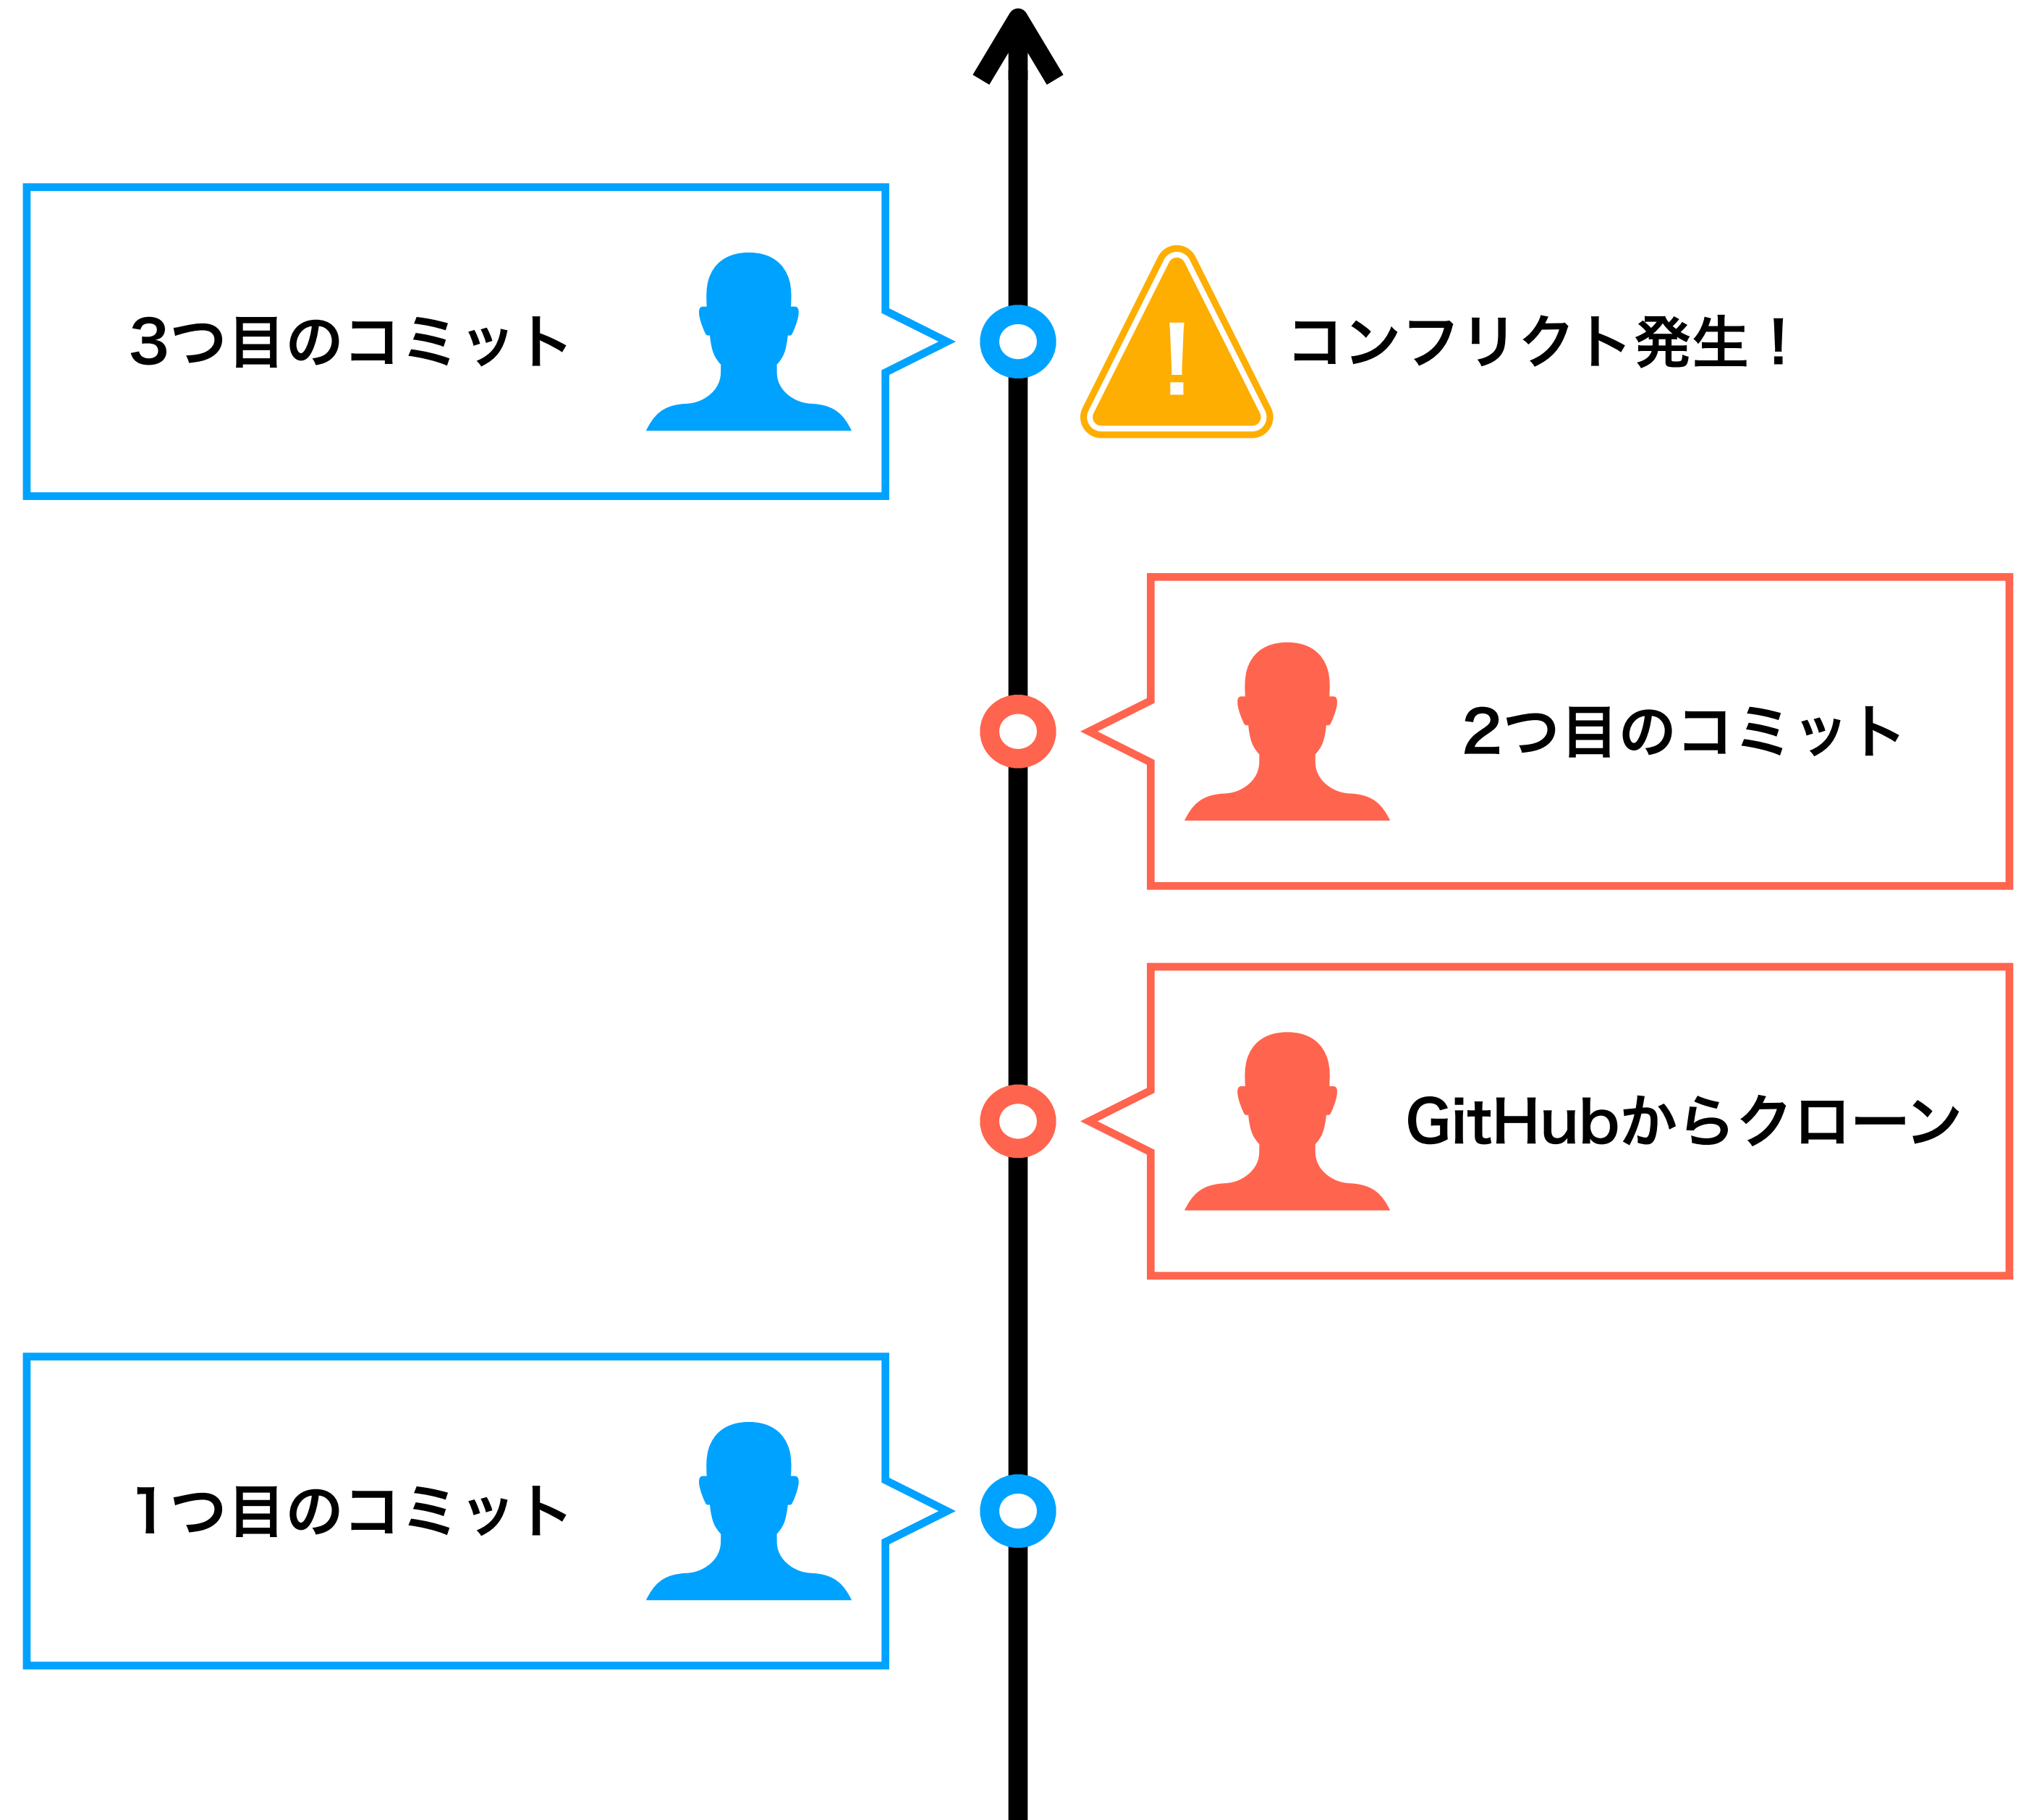 3つ目のコミット
コンフリクト発生！
2つ目のコミット
GitHubからクローン
1つ目のコミット